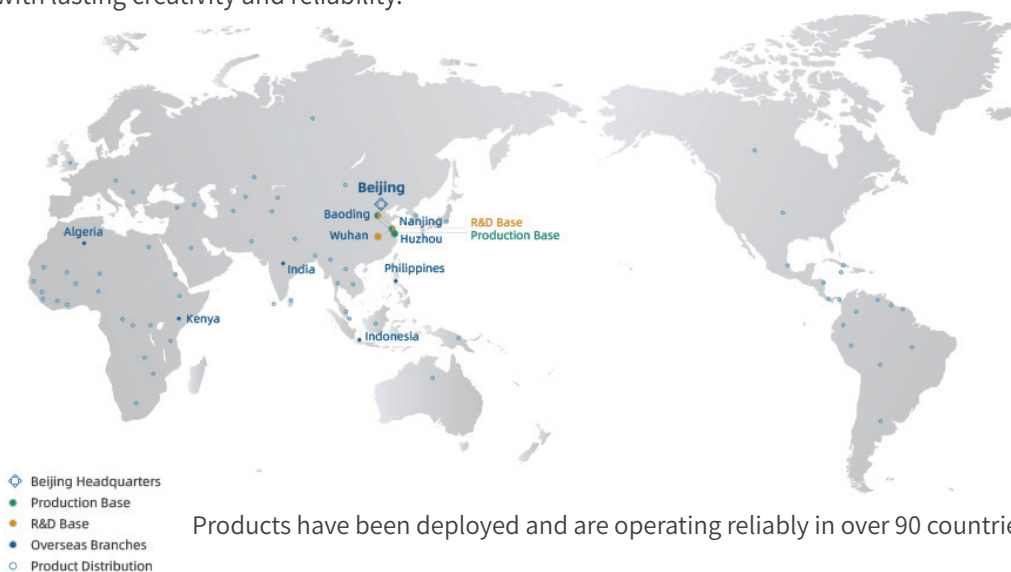 with lasting creativity and reliability.
Beijing
Baoding
Nanjing
R&D Base
Wuhan
Huzhou
Production Base
Algeria
India
Philippines
Kenya
Indonesia
Beijing Headquarters
Production Base
R&D Base
Overseas Branches
Product Distribution
Products have been deployed and are operating reliably in over 90 countrie